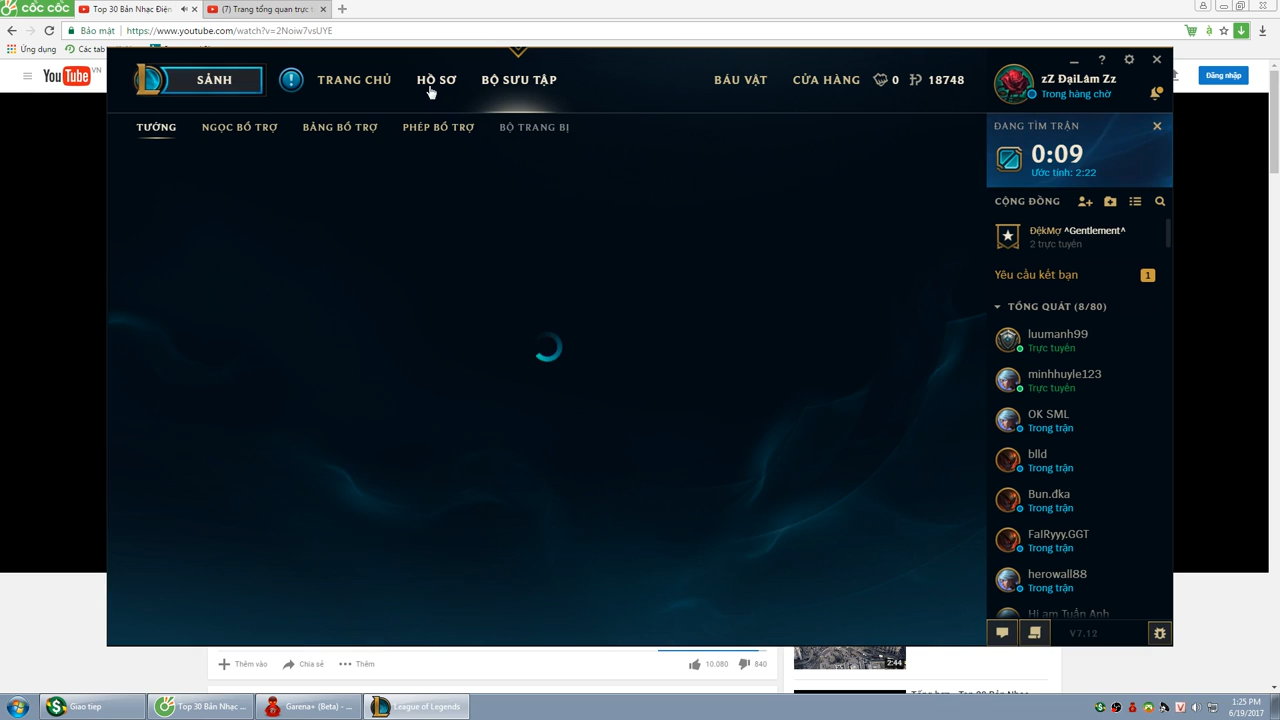 cốc cốc
Top 30 Bản Nhạc Điện
(7) Trang tổng quan trực t
Bảo mật
https://www.youtube.com/watch?v=2Noiw7vsUYE
Ứng dụng
Các tab
YouTube VN
Đăng nhập
SẢNH
TRANG CHỦ
HỒ SƠ
BỘ SƯU TẬP
BÁU VẬT
CỬA HÀNG
0
18748
zZ ĐạiLâm Zz
Trong hàng chờ
TƯỚNG
NGỌC BỔ TRỢ
BẢNG BỔ TRỢ
PHÉP BỔ TRỢ
BỘ TRANG BỊ
ĐANG TÌM TRẬN
0:09
Ước tính: 2:22
CỘNG ĐỒNG
ĐệkMợ ^Gentlement^
2 trực tuyến
Yêu cầu kết bạn
1
TỔNG QUÁT (8/80)
luumanh99
Trực tuyến
minhhuyle123
Trực tuyến
OK SML
Trong trận
blld
Trong trận
Bun.đka
Trong trận
FaIRyyy.GGT
Trong trận
herowall88
Trong trận
Hi am Tuấn Anh
V7.12
Thêm vào
Chia sẻ
Thêm
10.080
840
2:44
Giao tiep
Top 30 Bản Nhạc ...
Garena+ (Beta) - ...
League of Legends
1:25 PM
6/19/2017